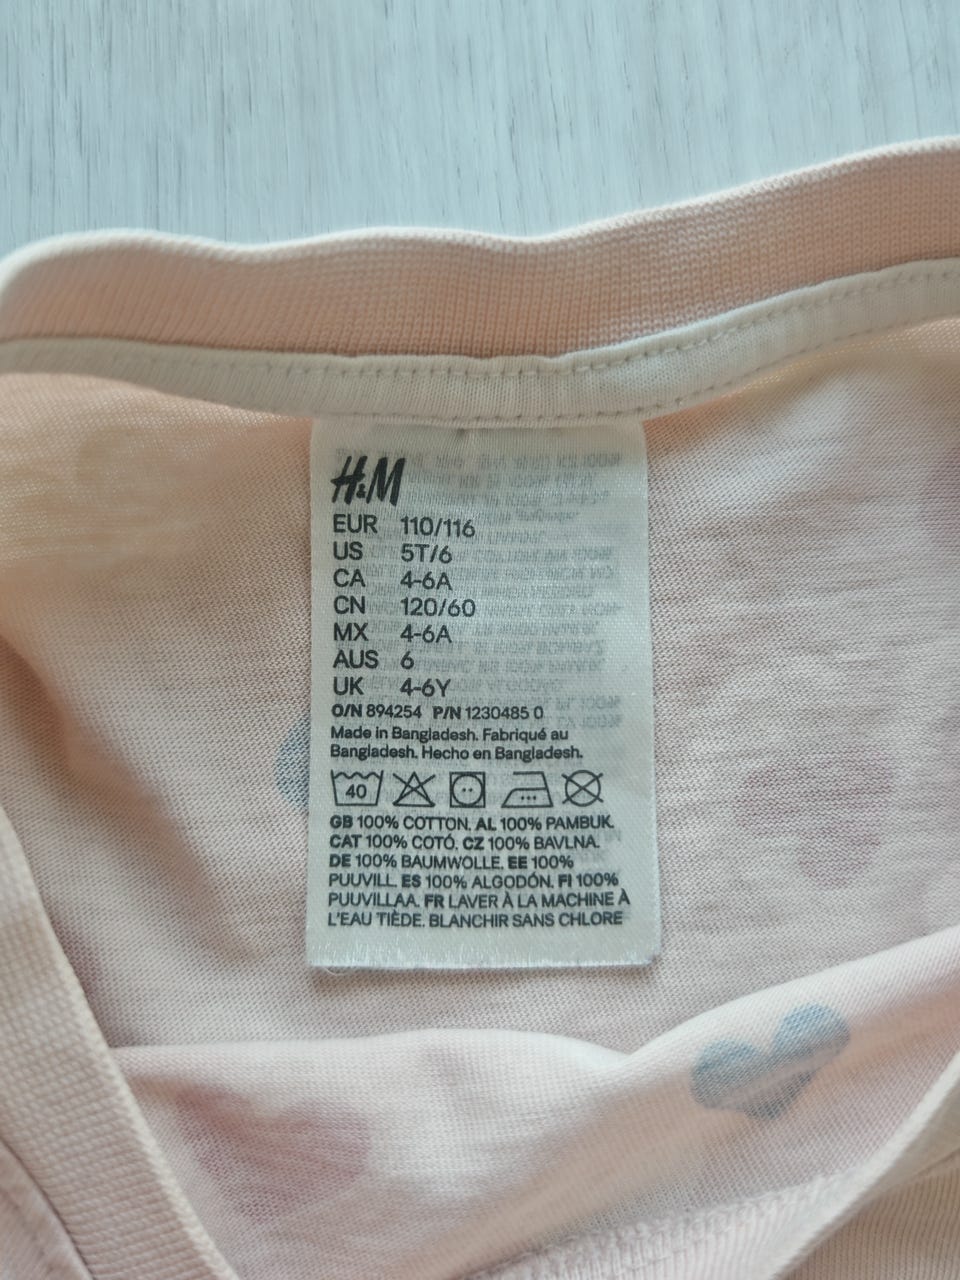 H&M
EUR 110/116
US 5T/6
CA 4-6A
CN 120/60
MX 4-6A
AUS 6
UK 4-6Y
O/N 894254 P/N 1230485 0
Made in Bangladesh. Fabriqué au
Bangladesh. Hecho en Bangladesh.
40
GB 100% COTTON. AL 100% PAMBUK.
CAT 100% COTÓ. CZ 100% BAVLNA.
DE 100% BAUMWOLLE. EE 100%
PUUVILL. ES 100% ALGODÓN. FI 100%
PUUVILLAA. FR LAVER À LA MACHINE À
L'EAU TIÈDE. BLANCHIR SANS CHLORE